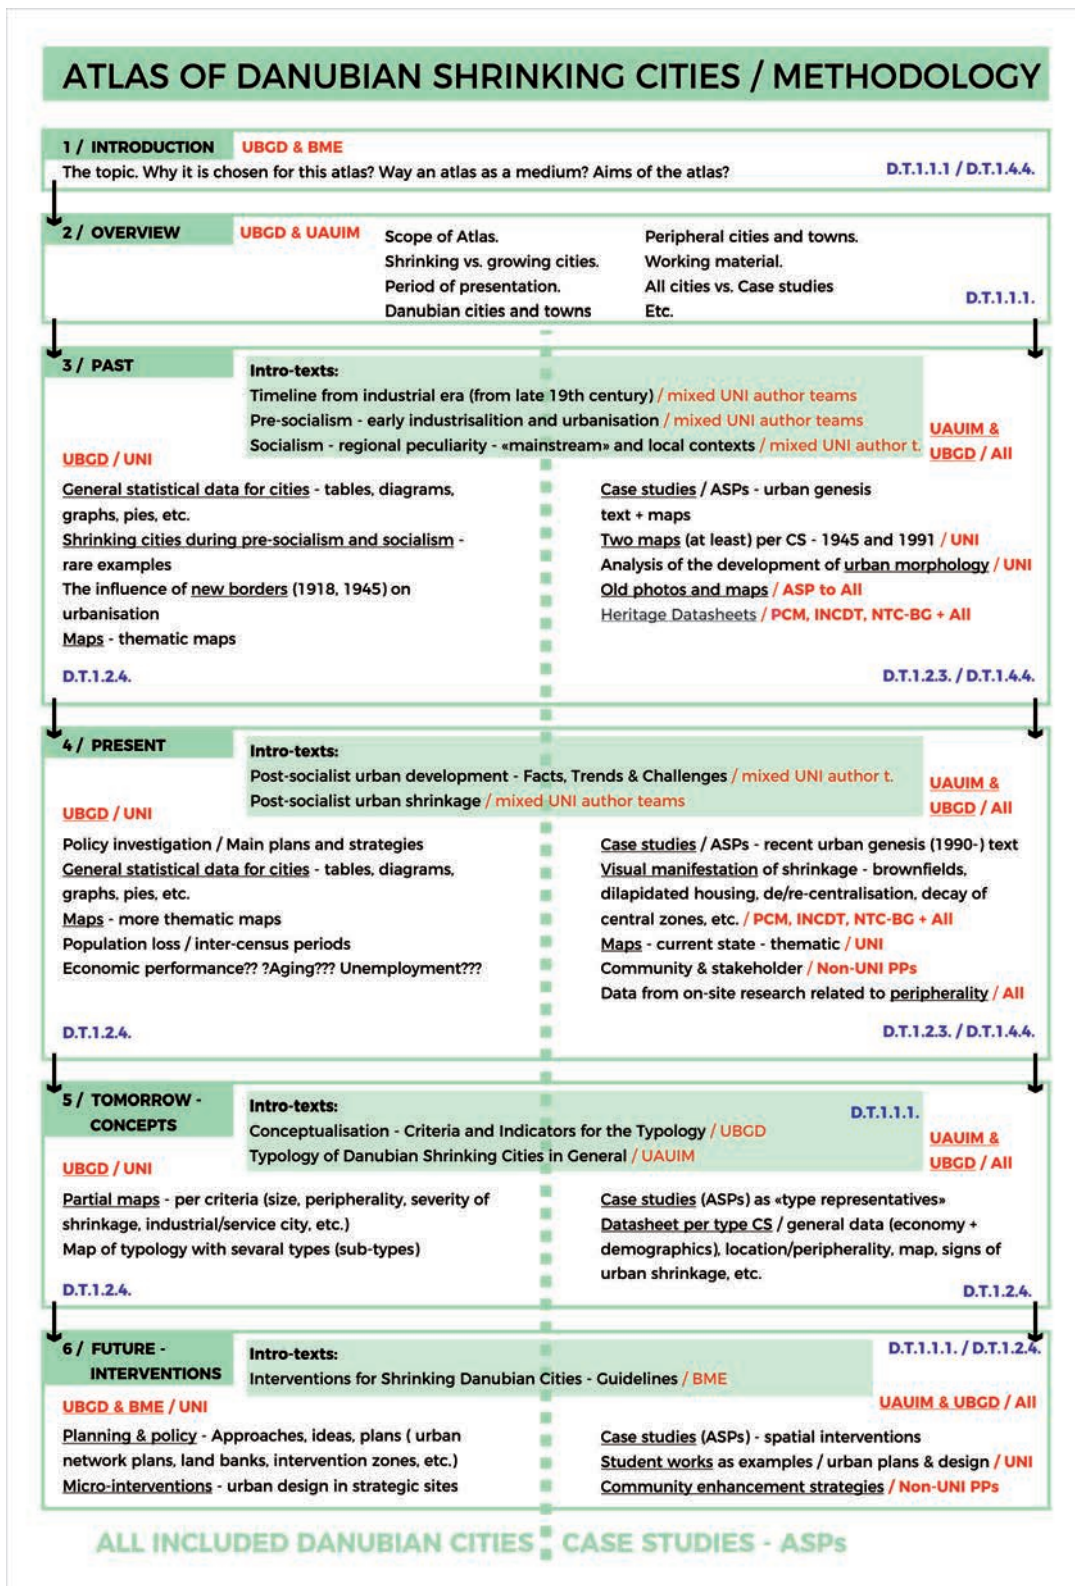 ATLAS OF DANUBIAN SHRINKING CITIES / METHODOLOGY
1 / INTRODUCTION UBGD & BME
The topic. Why it is chosen for this atlas? Way an atlas as a medium? Aims of the atlas?
D.T.1.1.1 / D.T.1.4.4.
2 / OVERVIEW UBGD & UAUIM
Scope of Atlas.
Shrinking vs. growing cities.
Period of presentation.
Danubian cities and towns
Peripheral cities and towns.
Working material.
All cities vs. Case studies
Etc.
D.T.1.1.1.
3 / PAST
Intro-texts:
Timeline from industrial era (from late 19th century) / mixed UNI author teams
Pre-socialism - early industrisalition and urbanisation / mixed UNI author teams
Socialism - regional peculiarity - «mainstream» and local contexts / mixed UNI author t.
UBGD / UNI
General statistical data for cities - tables, diagrams,
graphs, pies, etc.
Shrinking cities during pre-socialism and socialism -
rare examples
The influence of new borders (1918, 1945) on
urbanisation
Maps - thematic maps
D.T.1.2.4.
UAUIM &
UBGD / All
Case studies / ASPs - urban genesis
text + maps
Two maps (at least) per CS - 1945 and 1991 / UNI
Analysis of the development of urban morphology / UNI
Old photos and maps / ASP to All
Heritage Datasheets / PCM, INCDT, NTC-BG + All
D.T.1.2.3. / D.T.1.4.4.
4 / PRESENT
Intro-texts:
Post-socialist urban development - Facts, Trends & Challenges / mixed UNI author t.
Post-socialist urban shrinkage / mixed UNI author teams
UBGD / UNI
Policy investigation / Main plans and strategies
General statistical data for cities - tables, diagrams,
graphs, pies, etc.
Maps - more thematic maps
Population loss / inter-census periods
Economic performance?? ?Aging??? Unemployment???
D.T.1.2.4.
UAUIM &
UBGD / All
Case studies / ASPs - recent urban genesis (1990-) text
Visual manifestation of shrinkage - brownfields,
dilapidated housing, de/re-centralisation, decay of
central zones, etc. / PCM, INCDT, NTC-BG + All
Maps - current state - thematic / UNI
Community & stakeholder / Non-UNI PPs
Data from on-site research related to peripherality / All
D.T.1.2.3. / D.T.1.4.4.
5 / TOMORROW -
CONCEPTS
Intro-texts:
D.T.1.1.1.
Conceptualisation - Criteria and Indicators for the Typology / UBGD
Typology of Danubian Shrinking Cities in General / UAUIM
UBGD / UNI
Partial maps - per criteria (size, peripherality, severity of
shrinkage, industrial/service city, etc.)
Map of typology with sevaral types (sub-types)
D.T.1.2.4.
UAUIM &
UBGD / All
Case studies (ASPs) as «type representatives»
Datasheet per type CS / general data (economy +
demographics), location/peripherality, map, signs of
urban shrinkage, etc.
D.T.1.2.4.
6 / FUTURE -
INTERVENTIONS
Intro-texts:
Interventions for Shrinking Danubian Cities - Guidelines / BME
D.T.1.1.1. / D.T.1.2.4.
UBGD & BME / UNI
Planning & policy - Approaches, ideas, plans ( urban
network plans, land banks, intervention zones, etc.)
Micro-interventions - urban design in strategic sites
UAUIM & UBGD / All
Case studies (ASPs) - spatial interventions
Student works as examples / urban plans & design / UNI
Community enhancement strategies / Non-UNI PPs
ALL INCLUDED DANUBIAN CITIES
CASE STUDIES - ASPs